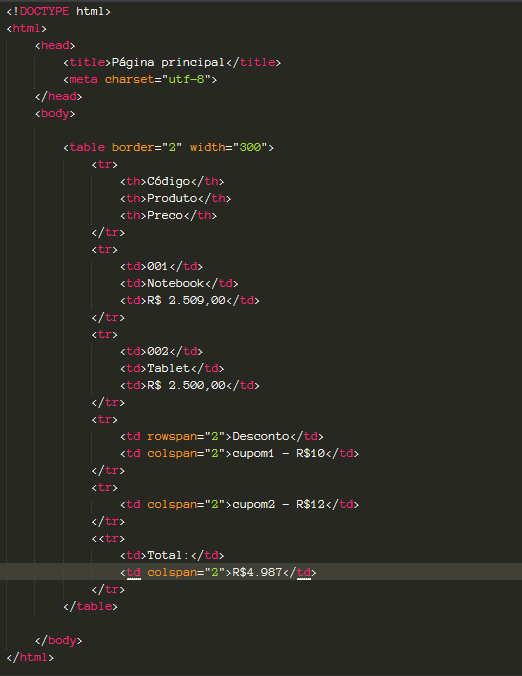 <!DOCTYPE html>
<html>
<head>
<title>Página principal</title>
<meta charset="utf-8">
</head>
<body>
<table border="2" width="300">
<tr>
<th>Código</th>
<th>Produto</th>
<th>Preco</th>
</tr>
<tr>
<td>001</td>
<td>Notebook</td>
<td>R$ 2.509,00</td>
</tr>
<tr>
<td>002</td>
<td>Tablet</td>
<td>R$ 2.500,00</td>
</tr>
<tr>
<td rowspan="2">Desconto</td>
<td colspan="2">cupom1 - R$10</td>
</tr>
<tr>
<td colspan="2">cupom2 - R$12</td>
</tr>
<<tr>
<td>Total:</td>
<td colspan="2">R$4.987</td>
</tr>
</table>
</body>
</html>